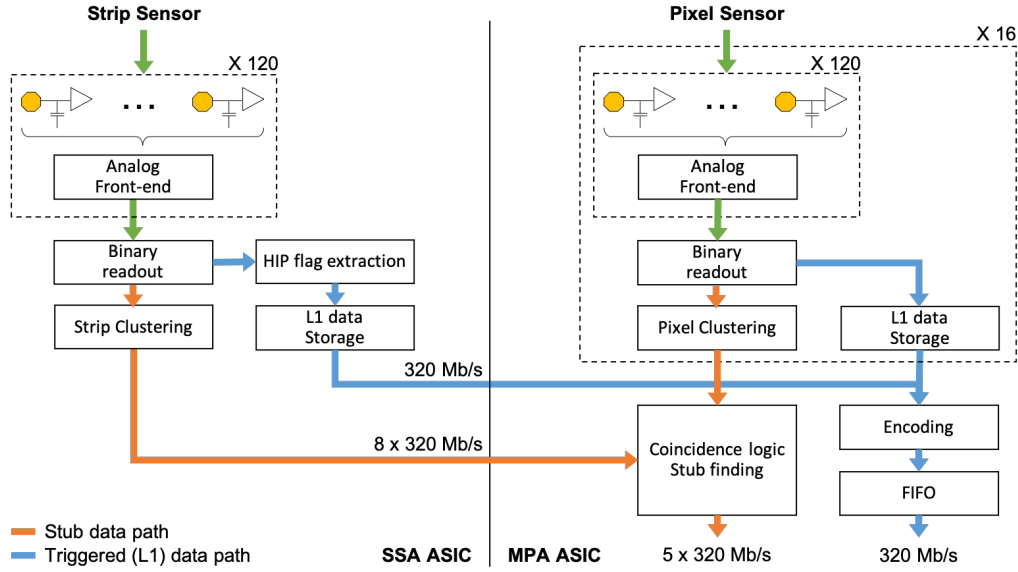 Strip Sensor
Pixel Sensor
X 16
X 120
X 120
...
...
Analog
Front-end
Analog
Front-end
Binary
readout
HIP flag extraction
Binary
readout
Strip Clustering
L1 data
Storage
Pixel Clustering
L1 data
Storage
320 Mb/s
8 x 320 Mb/s
Coincidence logic
Stub finding
Encoding
FIFO
Stub data path
Triggered (L1) data path
SSA ASIC
MPA ASIC
5 x 320 Mb/s
320 Mb/s